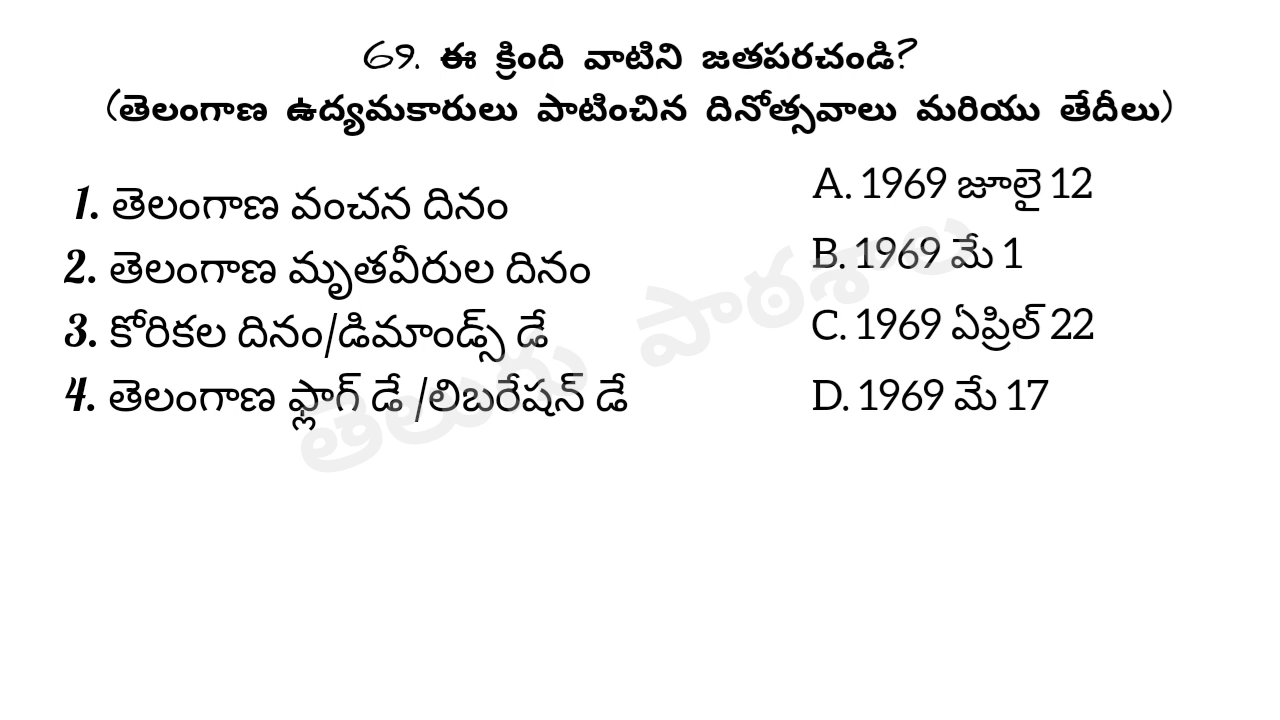 69. ఈ క్రింది వాటిని జతపరచండి?
(తెలంగాణ ఉద్యమకారులు పాటించిన దినోత్సవాలు మరియు తేదీలు)
1. తెలంగాణ వంచన దినం
2. తెలంగాణ మృతవీరుల దినం
3. కోరికల దినం/డిమాండ్స్ డే
4. తెలంగాణ ఫ్లాగ్ డే /లిబరేషన్ డే
A. 1969 జూలై 12
B. 1969 మే 1
C. 1969 ఏప్రిల్ 22
D. 1969 మే 17
తెలుగు పాఠశాల